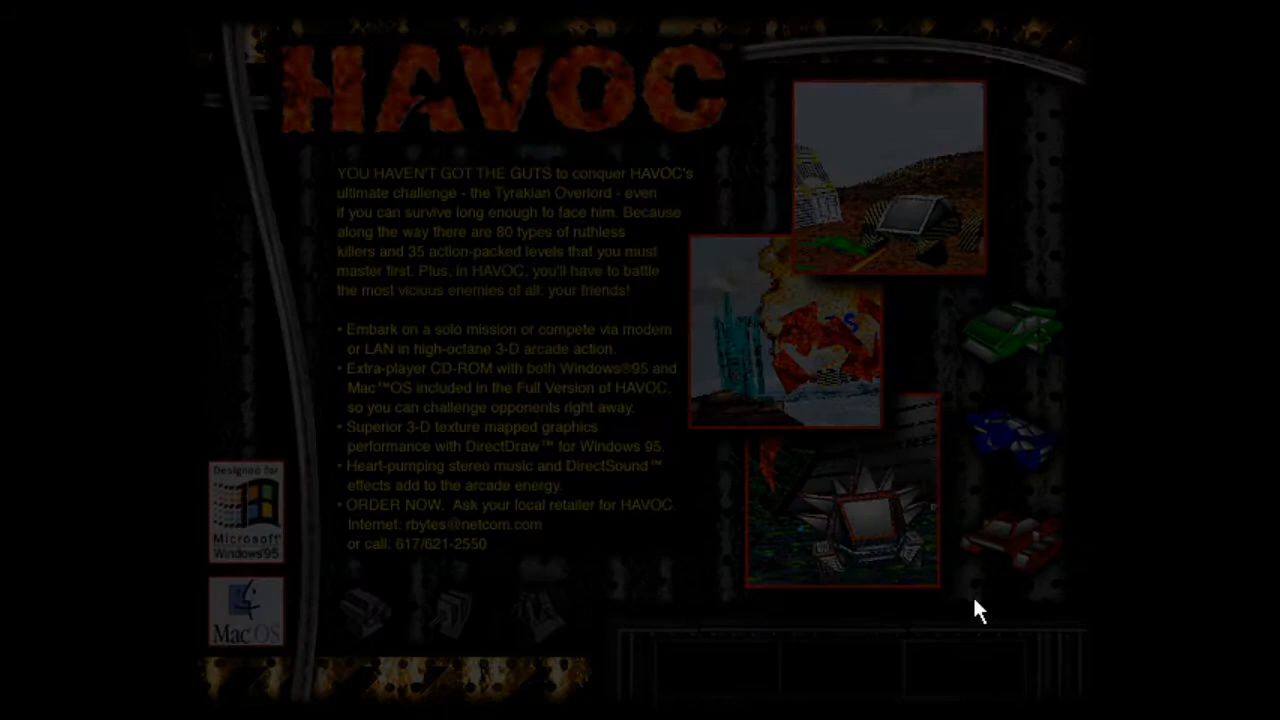 HAVOC
YOU HAVEN'T GOT THE GUTS to conquer HAVOC's
ultimate challenge - the Tyrakian Overlord - even
if you can survive long enough to face him. Because
along the way there are 80 types of ruthless
killers and 35 action-packed levels that you must
master first. Plus, in HAVOC, you'll have to battle
the most vicious enemies of all: your friends!
• Embark on a solo mission or compete via modem
or LAN in high-octane 3-D arcade action.
• Extra-player CD-ROM with both Windows®95 and
Mac™OS included in the Full Version of HAVOC,
so you can challenge opponents right away.
• Superior 3-D texture mapped graphics
performance with DirectDraw™ for Windows 95.
• Heart-pumping stereo music and DirectSound™
effects add to the arcade energy.
• ORDER NOW. Ask your local retailer for HAVOC
Internet: rbytes@netcom.com
or call: 617/621-2550
Designed for
Microsoft
Windows'95
Mac OS